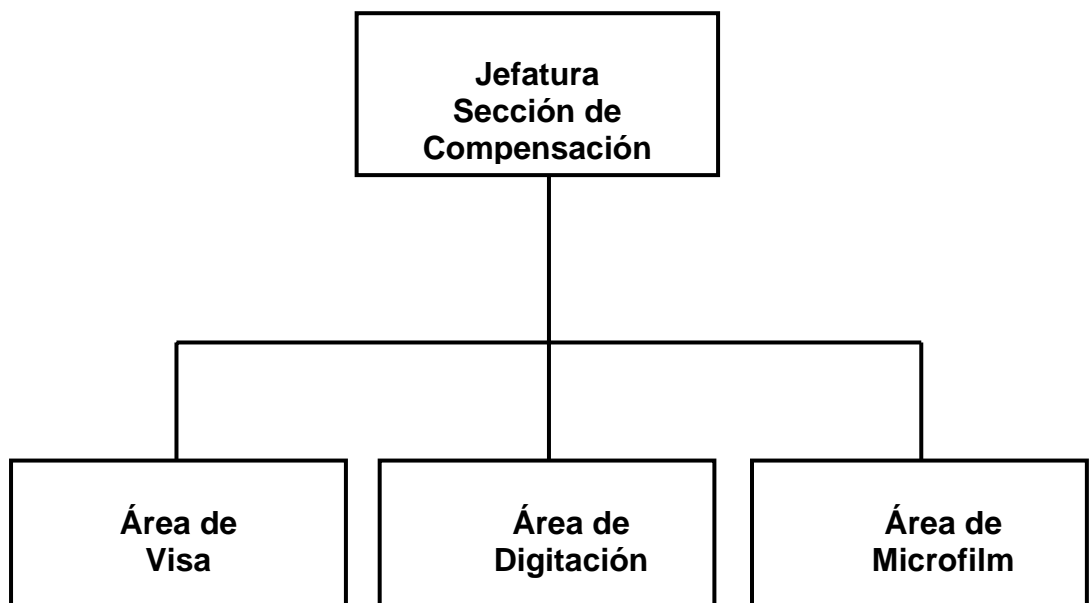 Jefatura
Sección de
Compensación
Área de
Visa
Área de
Digitación
Área de
Microfilm